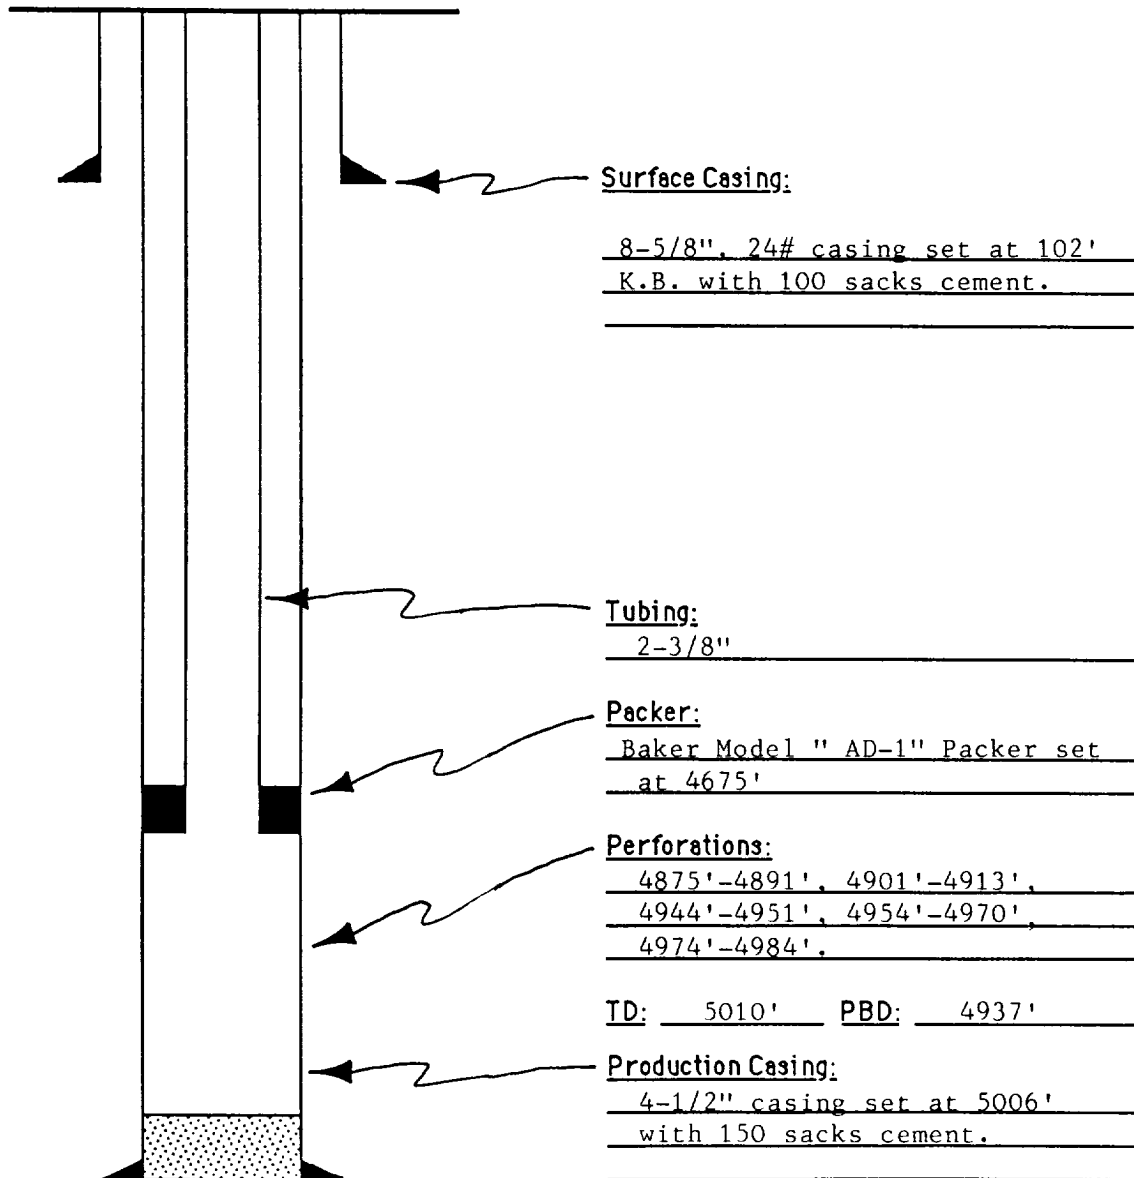 Surface Casing:
8-5/8", 24# casing set at 102'
K.B. with 100 sacks cement.
Tubing:
2-3/8"
Packer:
Baker Model " AD-1" Packer set
at 4675'
Perforations:
4875'-4891', 4901'-4913',
4944'-4951', 4954'-4970',
4974'-4984'.
TD: 5010' PBD: 4937'
Production Casing:
4-1/2" casing set at 5006'
with 150 sacks cement.